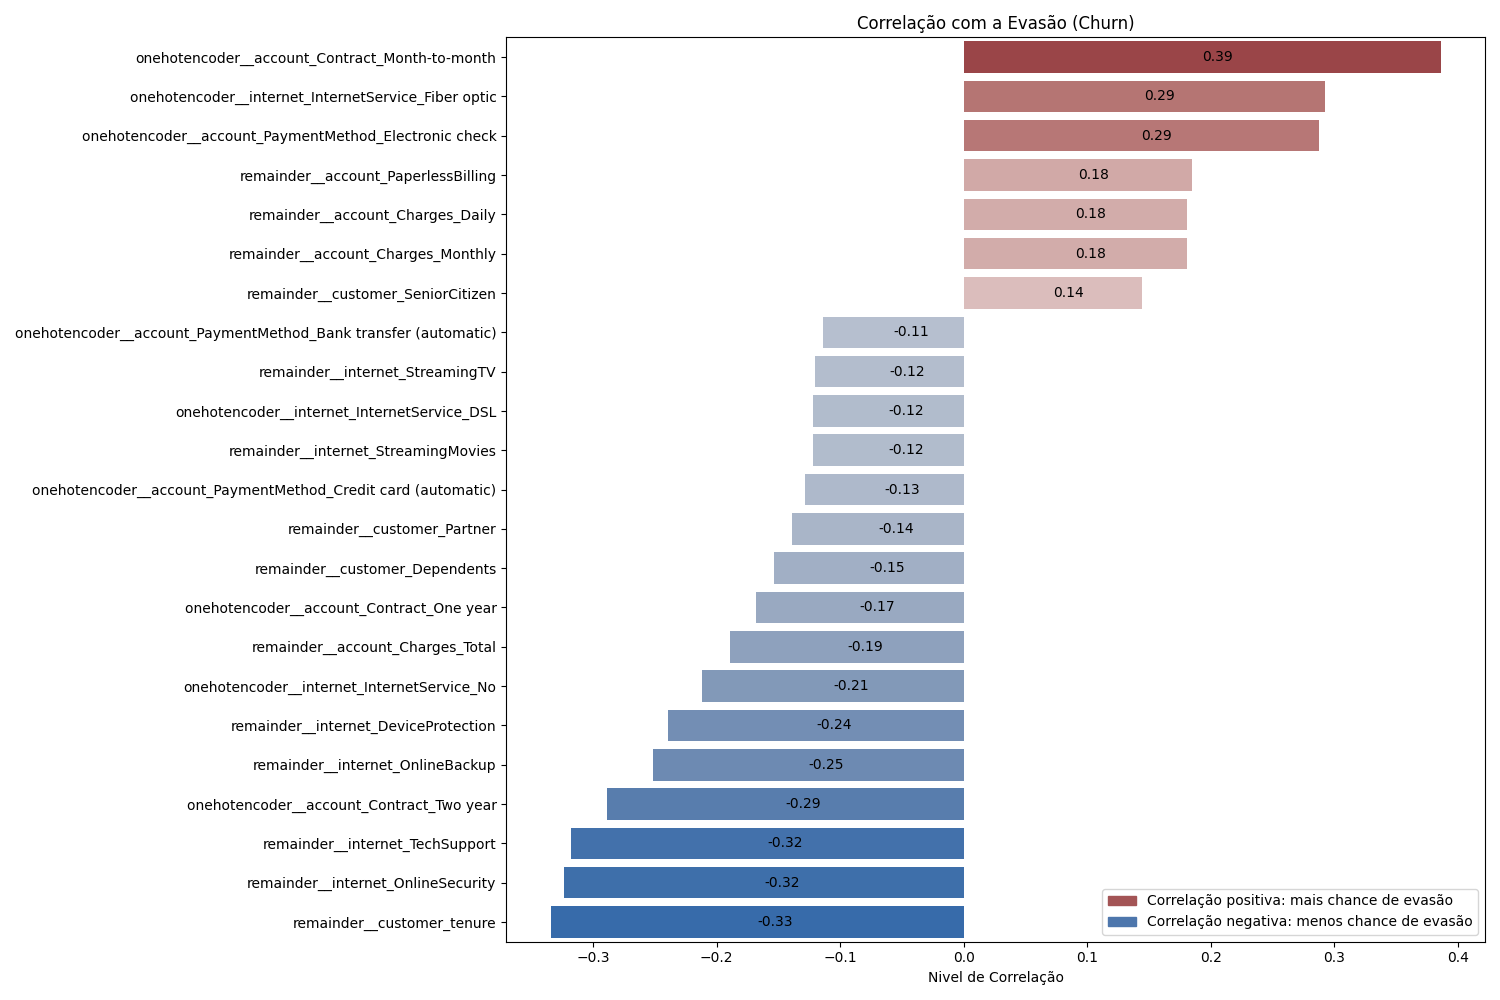 Correlação com a Evasão (Churn)
onehotencoder__account_Contract_Month-to-month 0.39
onehotencoder__internet_InternetService_Fiber optic 0.29
onehotencoder__account_PaymentMethod_Electronic check 0.29
remainder__account_PaperlessBilling 0.18
remainder__account_Charges_Daily 0.18
remainder__account_Charges_Monthly 0.18
remainder__customer_SeniorCitizen 0.14
onehotencoder__account_PaymentMethod_Bank transfer (automatic) -0.11
remainder__internet_StreamingTV -0.12
onehotencoder__internet_InternetService_DSL -0.12
remainder__internet_StreamingMovies -0.12
onehotencoder__account_PaymentMethod_Credit card (automatic) -0.13
remainder__customer_Partner -0.14
remainder__customer_Dependents -0.15
onehotencoder__account_Contract_One year -0.17
remainder__account_Charges_Total -0.19
onehotencoder__internet_InternetService_No -0.21
remainder__internet_DeviceProtection -0.24
remainder__internet_OnlineBackup -0.25
onehotencoder__account_Contract_Two year -0.29
remainder__internet_TechSupport -0.32
remainder__internet_OnlineSecurity -0.32
remainder__customer_tenure -0.33
Correlação positiva: mais chance de evasão
Correlação negativa: menos chance de evasão
−0.3 −0.2 −0.1 0.0 0.1 0.2 0.3 0.4
Nivel de Correlação